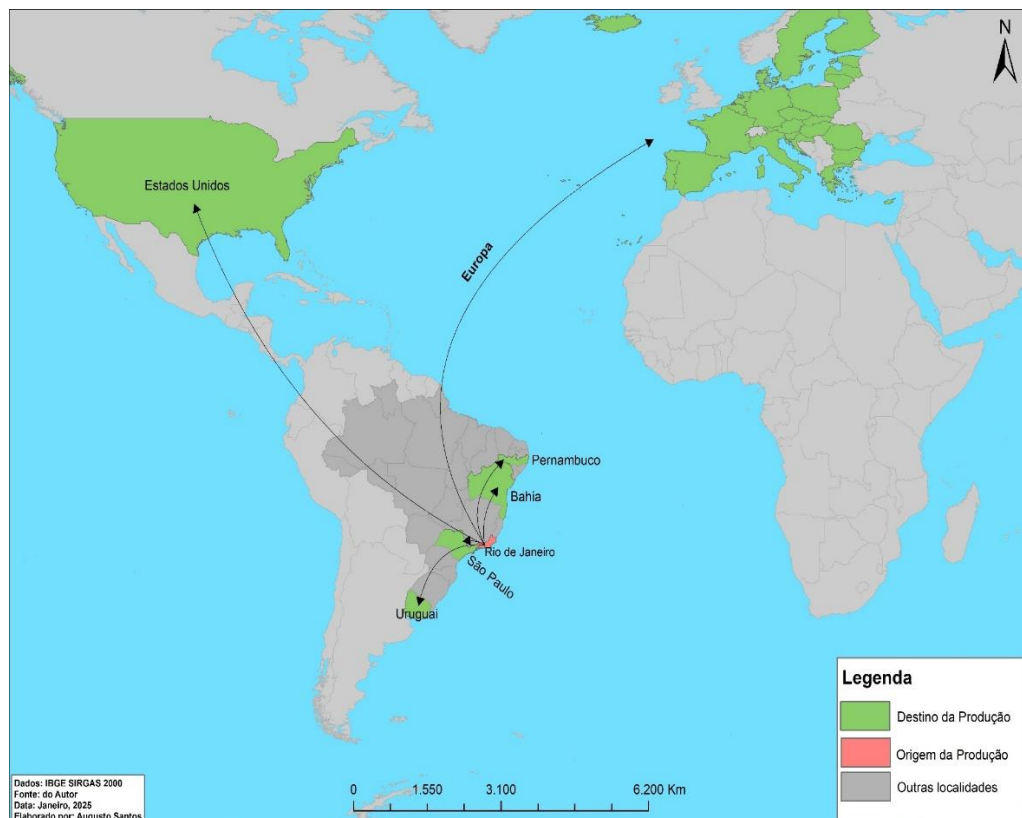 N
Estados Unidos
Europa
Pernambuco
Bahia
Rio de Janeiro
São Paulo
Uruguai
Legenda
Destino da Produção
Origem da Produção
Outras localidades
Dados: IBGE SIRGAS 2000
Fonte: do Autor
Data: Janeiro, 2025
Elaborado por: Augusto Santos
0 1.550 3.100 6.200 Km